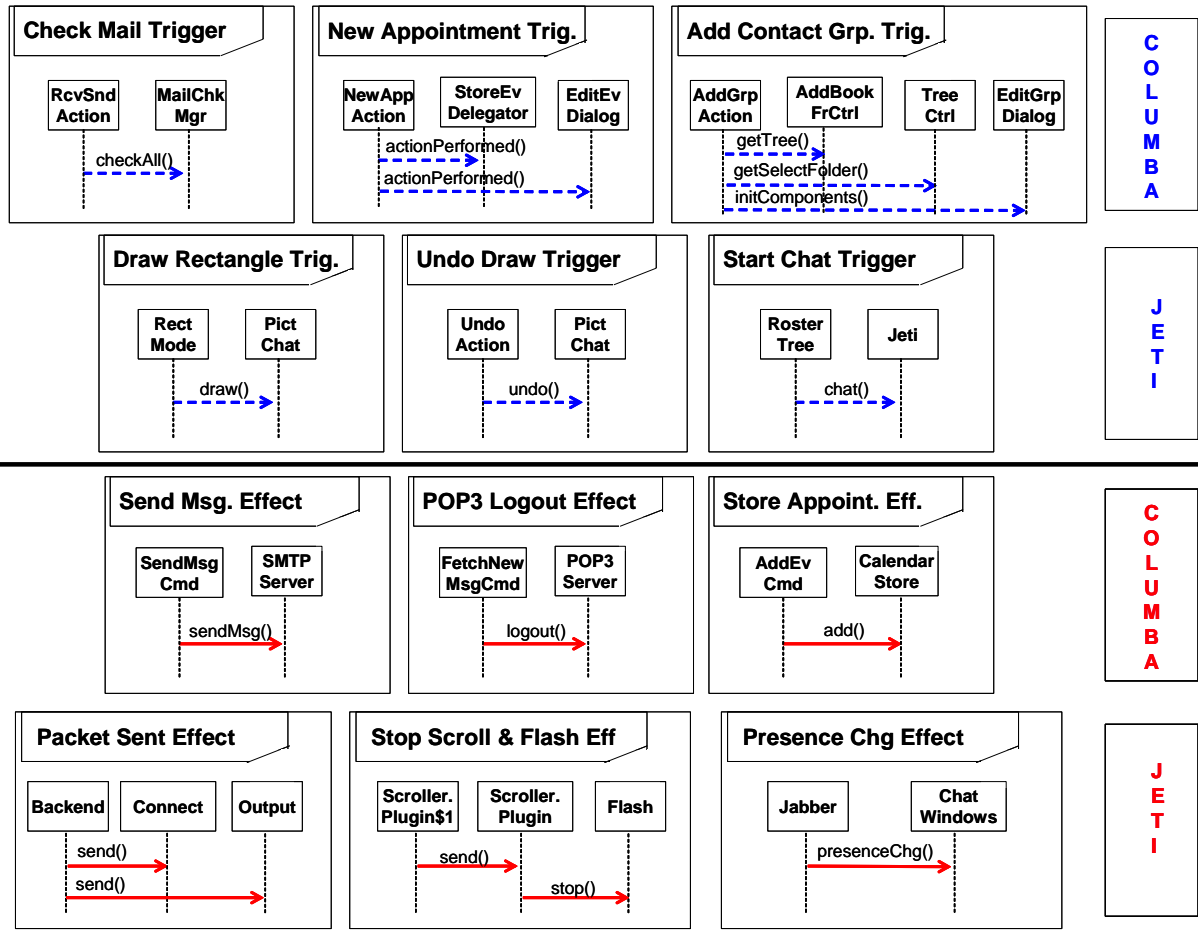 Check Mail Trigger
RcvSnd
Action
MailChk
Mgr
checkAll()
New Appointment Trig.
NewApp
Action
StoreEv
Delegator
EditEv
Dialog
actionPerformed()
actionPerformed()
Add Contact Grp. Trig.
AddGrp
Action
AddBook
FrCtrl
Tree
Ctrl
EditGrp
Dialog
getTree()
getSelectFolder()
initComponents()
COLUMBA
Draw Rectangle Trig.
Rect
Mode
Pict
Chat
draw()
Undo Draw Trigger
Undo
Action
Pict
Chat
undo()
Start Chat Trigger
Roster
Tree
Jeti
chat()
JETI
Send Msg. Effect
SendMsg
Cmd
SMTP
Server
sendMsg()
POP3 Logout Effect
FetchNew
MsgCmd
POP3
Server
logout()
Store Appoint. Eff.
AddEv
Cmd
Calendar
Store
add()
COLUMBA
Packet Sent Effect
Backend
Connect
Output
send()
send()
Stop Scroll & Flash Eff
Scroller.
Plugin$1
Scroller.
Plugin
Flash
send()
stop()
Presence Chg Effect
Jabber
Chat
Windows
presenceChg()
JETI